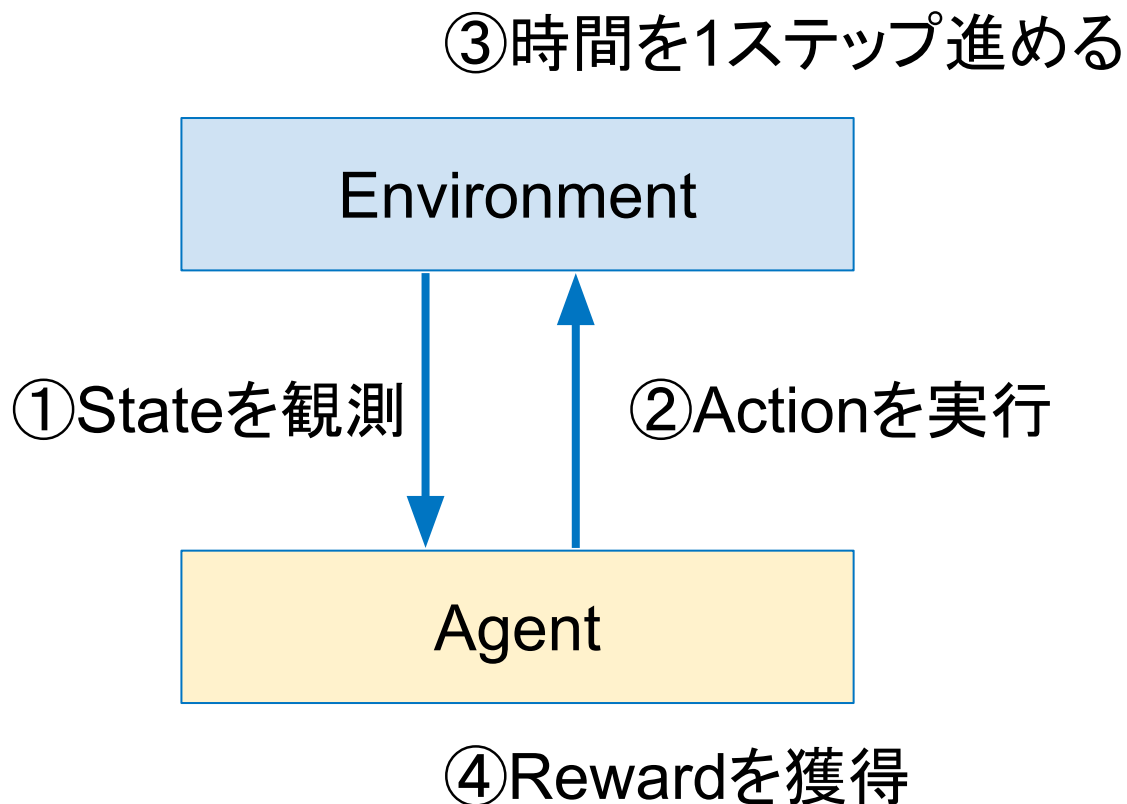 ③時間を1ステップ進める
Environment
①Stateを観測
②Actionを実行
Agent
④Rewardを獲得